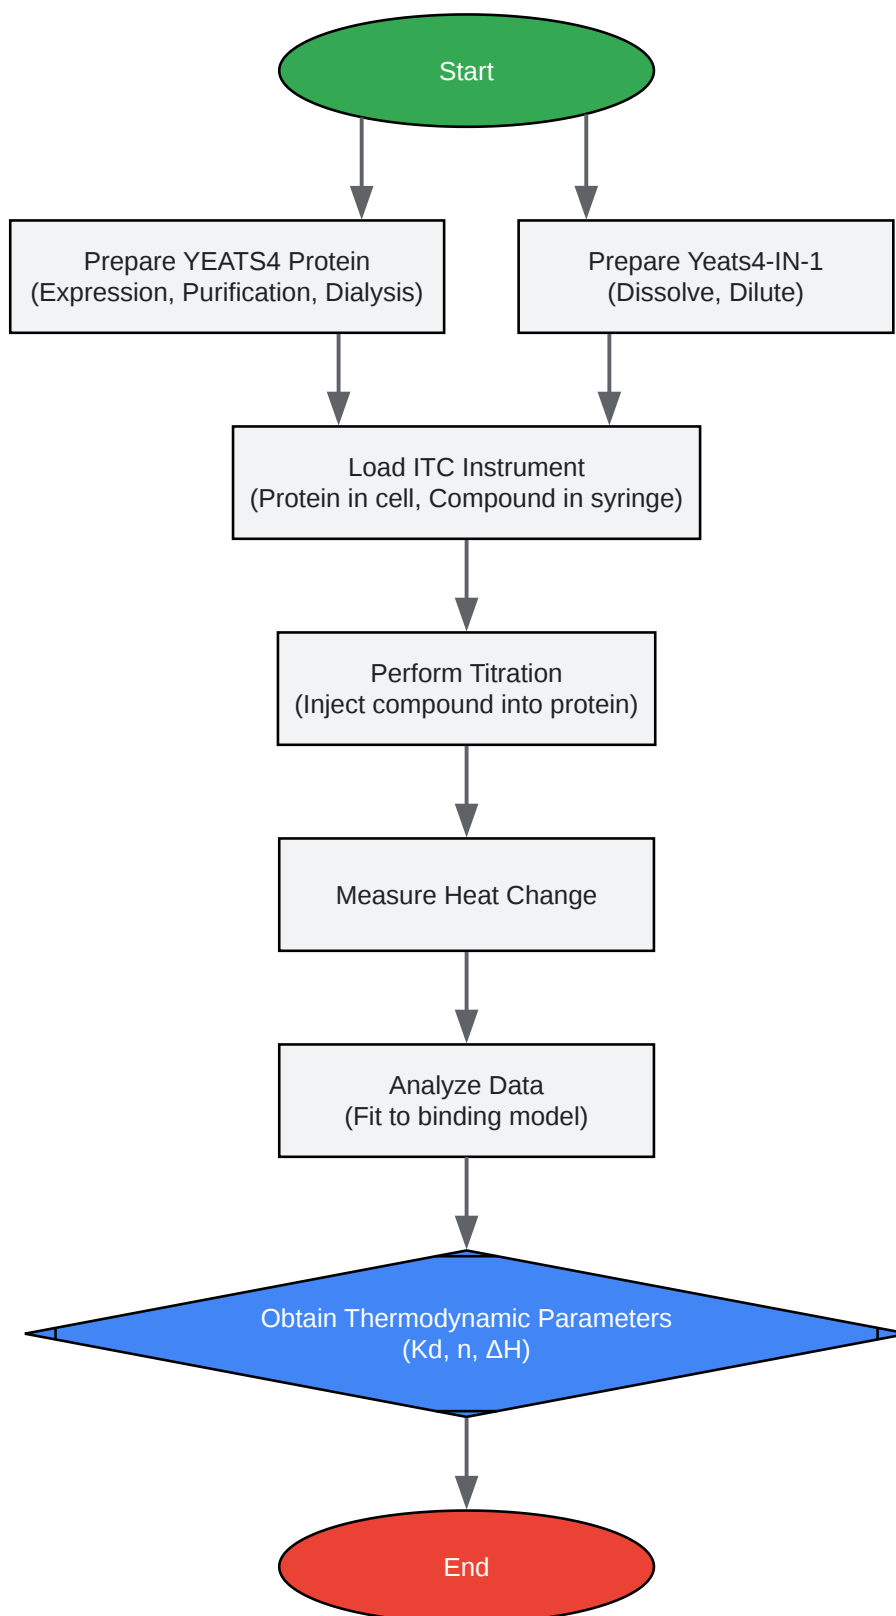 Start
Prepare YEATS4 Protein
(Expression, Purification, Dialysis)
Prepare Yeats4-IN-1
(Dissolve, Dilute)
Load ITC Instrument
(Protein in cell, Compound in syringe)
Perform Titration
(Inject compound into protein)
Measure Heat Change
Analyze Data
(Fit to binding model)
Obtain Thermodynamic Parameters
(Kd, n, ΔH)
End